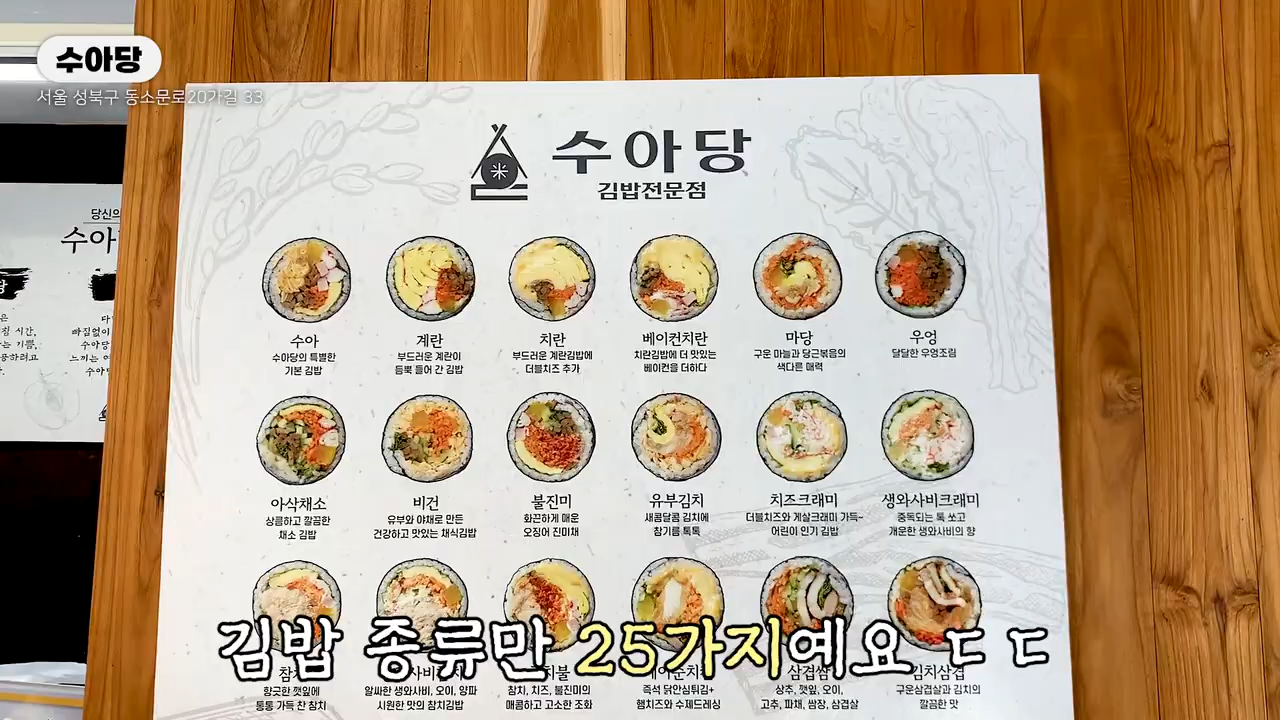 수아당
서울 성북구 동소문로20가길 33
수아당
김밥전문점
당신의
수아
수아
수아당의 특별한
기본 김밥
계란
부드러운 계란이
듬뿍 들어 간 김밥
치란
부드러운 계란김밥에
더블치즈 추가
베이컨치란
치란김밥에 더 맛있는
베이컨을 더하다
마당
구운 마늘과 당근볶음의
색다른 매력
우엉
달달한 우엉조림
아삭채소
상큼하고 깔끔한
채소 김밥
비건
유부와 야채로 만든
건강하고 맛있는 채식김밥
불진미
화끈하게 매운
오징어 진미채
유부김치
새콤달콤 김치에
참기름 톡톡
치즈크래미
더블치즈와 게살크래미 가득~
어린이 인기 김밥
생와사비크래미
중독되는 톡 쏘고
개운한 생와사비의 향
김밥 종류만 25가지예요 ㄷㄷ
향긋한 깻잎에
통통 가득 찬 참치
알싸한 생와사비, 오이, 양파
시원한 맛의 참치김밥
참치, 치즈, 불진미의
매콤하고 고소한 조화
즉석 닭안심튀김+
햄치즈와 수제드레싱
삼겹쌈
상추, 깻잎, 오이,
고추, 파채, 쌈장, 삼겹살
김치삼겹
구운삼겹살과 김치의
깔끔한 맛